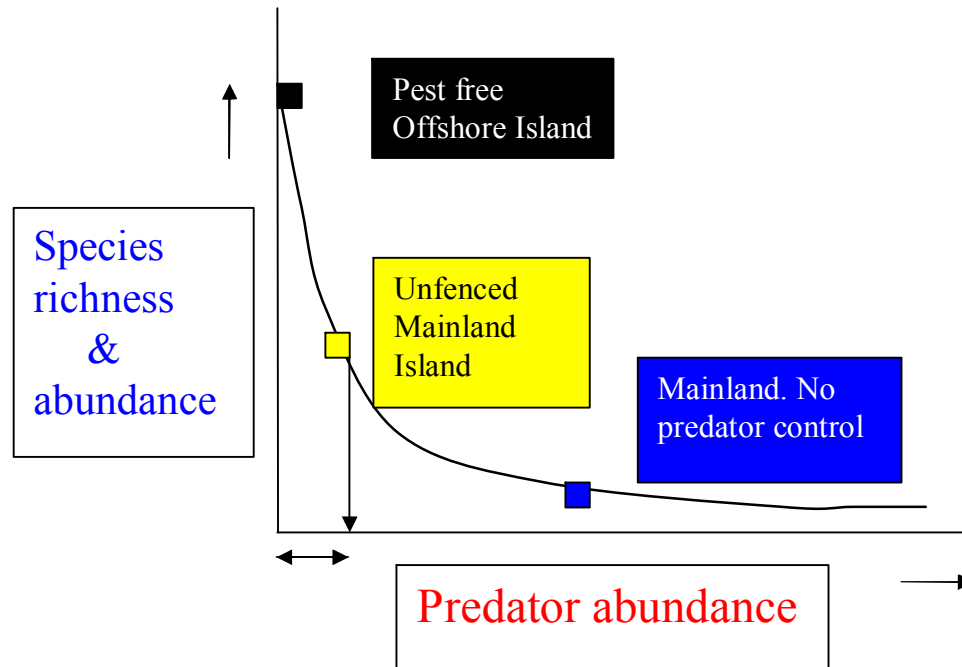 Pest free
Offshore Island
Species
richness
&
abundance
Unfenced
Mainland
Island
Mainland. No
predator control
Predator abundance